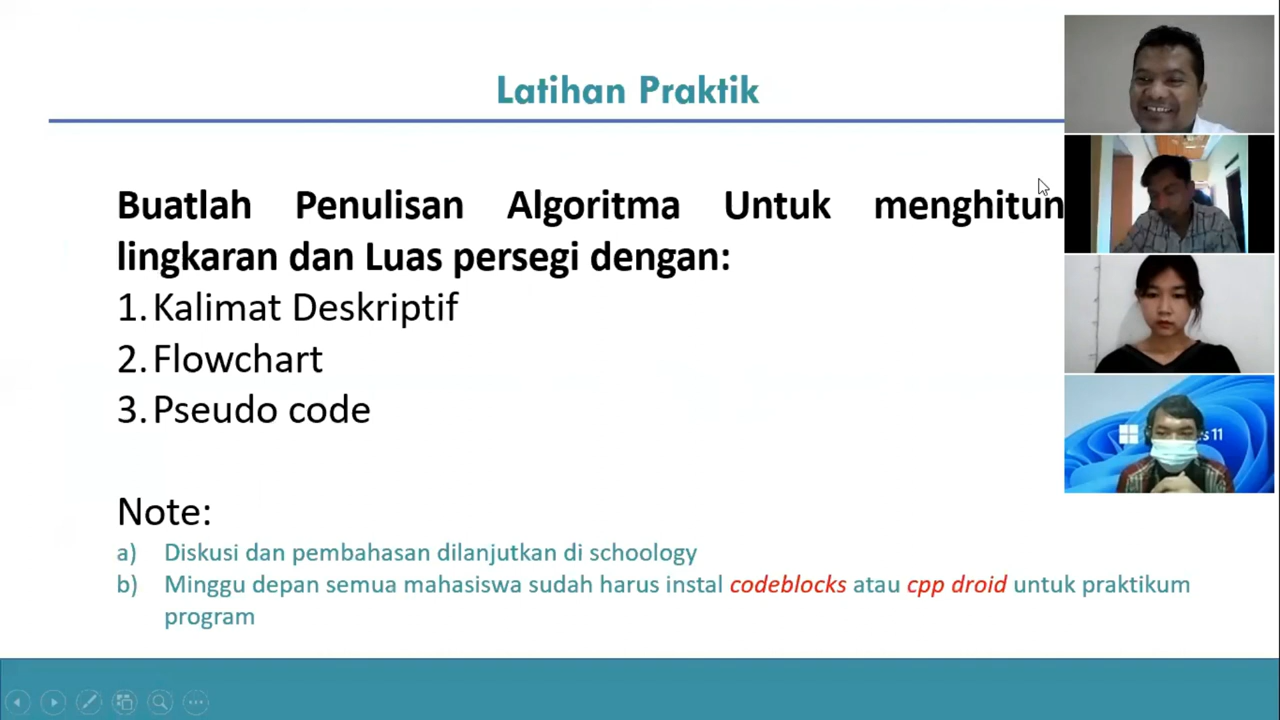 Latihan Praktik
Buatlah Penulisan Algoritma Untuk menghitun
lingkaran dan Luas persegi dengan:
1. Kalimat Deskriptif
2. Flowchart
3. Pseudo code
Note:
a) Diskusi dan pembahasan dilanjutkan di schoology
b) Minggu depan semua mahasiswa sudah harus instal codeblocks atau cpp droid untuk praktikum
program
s 11